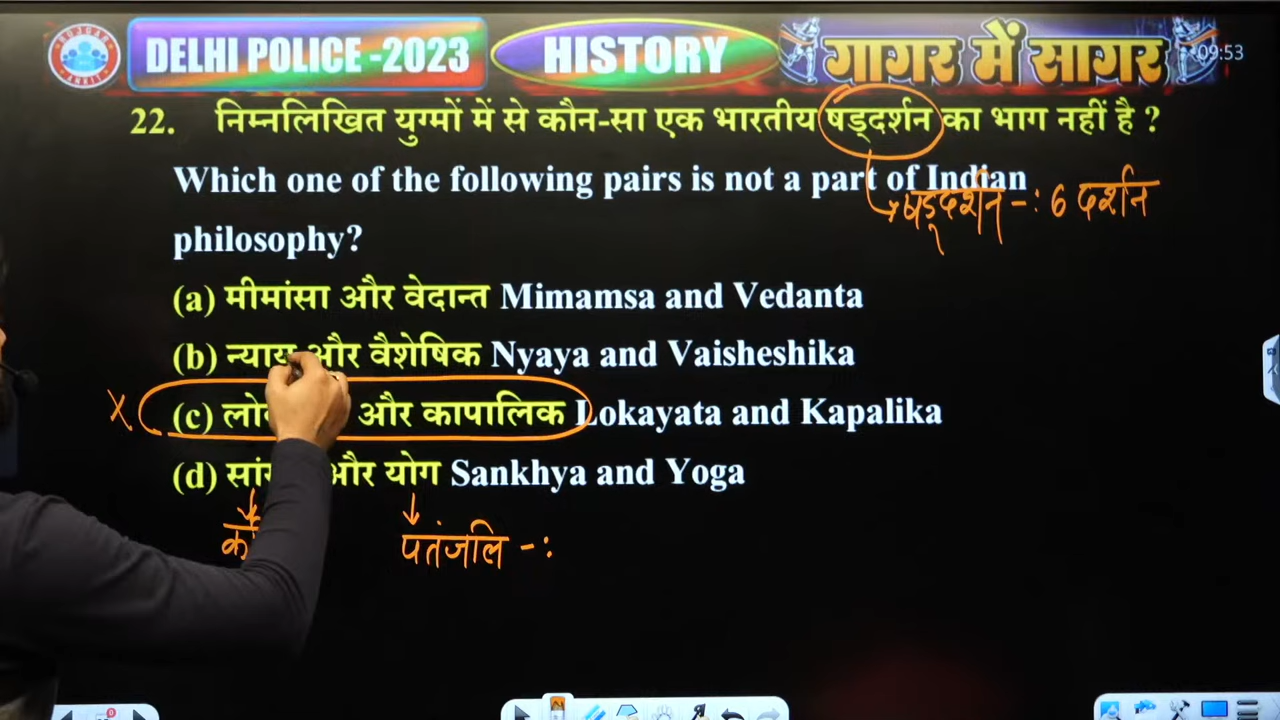 ROJGAR
ANKIT
DELHI POLICE -2023
HISTORY
गागर में सागर
09:53
22. निम्नलिखित युग्मों में से कौन-सा एक भारतीय षड्दर्शन का भाग नहीं है ?
Which one of the following pairs is not a part of Indian
षड्दर्शन -: 6 दर्शन
philosophy?
(a) मीमांसा और वेदान्त Mimamsa and Vedanta
(b) न्याय और वैशेषिक Nyaya and Vaisheshika
X (c) और कापालिक Lokayata and Kapalika
(d) और योग Sankhya and Yoga
पतंजलि -: